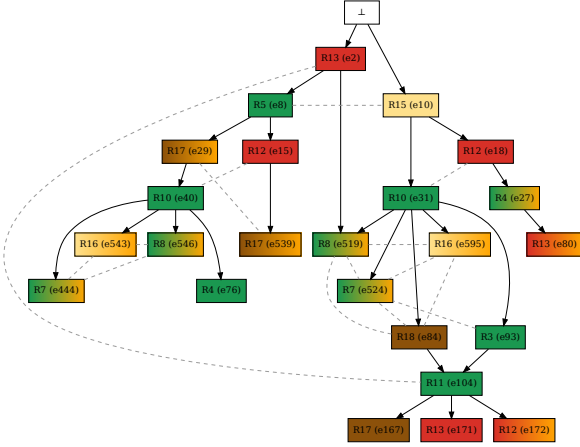 ⊥
R13 (e2)
R5 (e8)
R15 (e10)
R17 (e29)
R12 (e15)
R12 (e18)
R10 (e40)
R10 (e31)
R4 (e27)
R16 (e543)
R8 (e546)
R17 (e539)
R8 (e519)
R16 (e595)
R13 (e80)
R7 (e444)
R4 (e76)
R7 (e524)
R18 (e84)
R3 (e93)
R11 (e104)
R17 (e167)
R13 (e171)
R12 (e172)